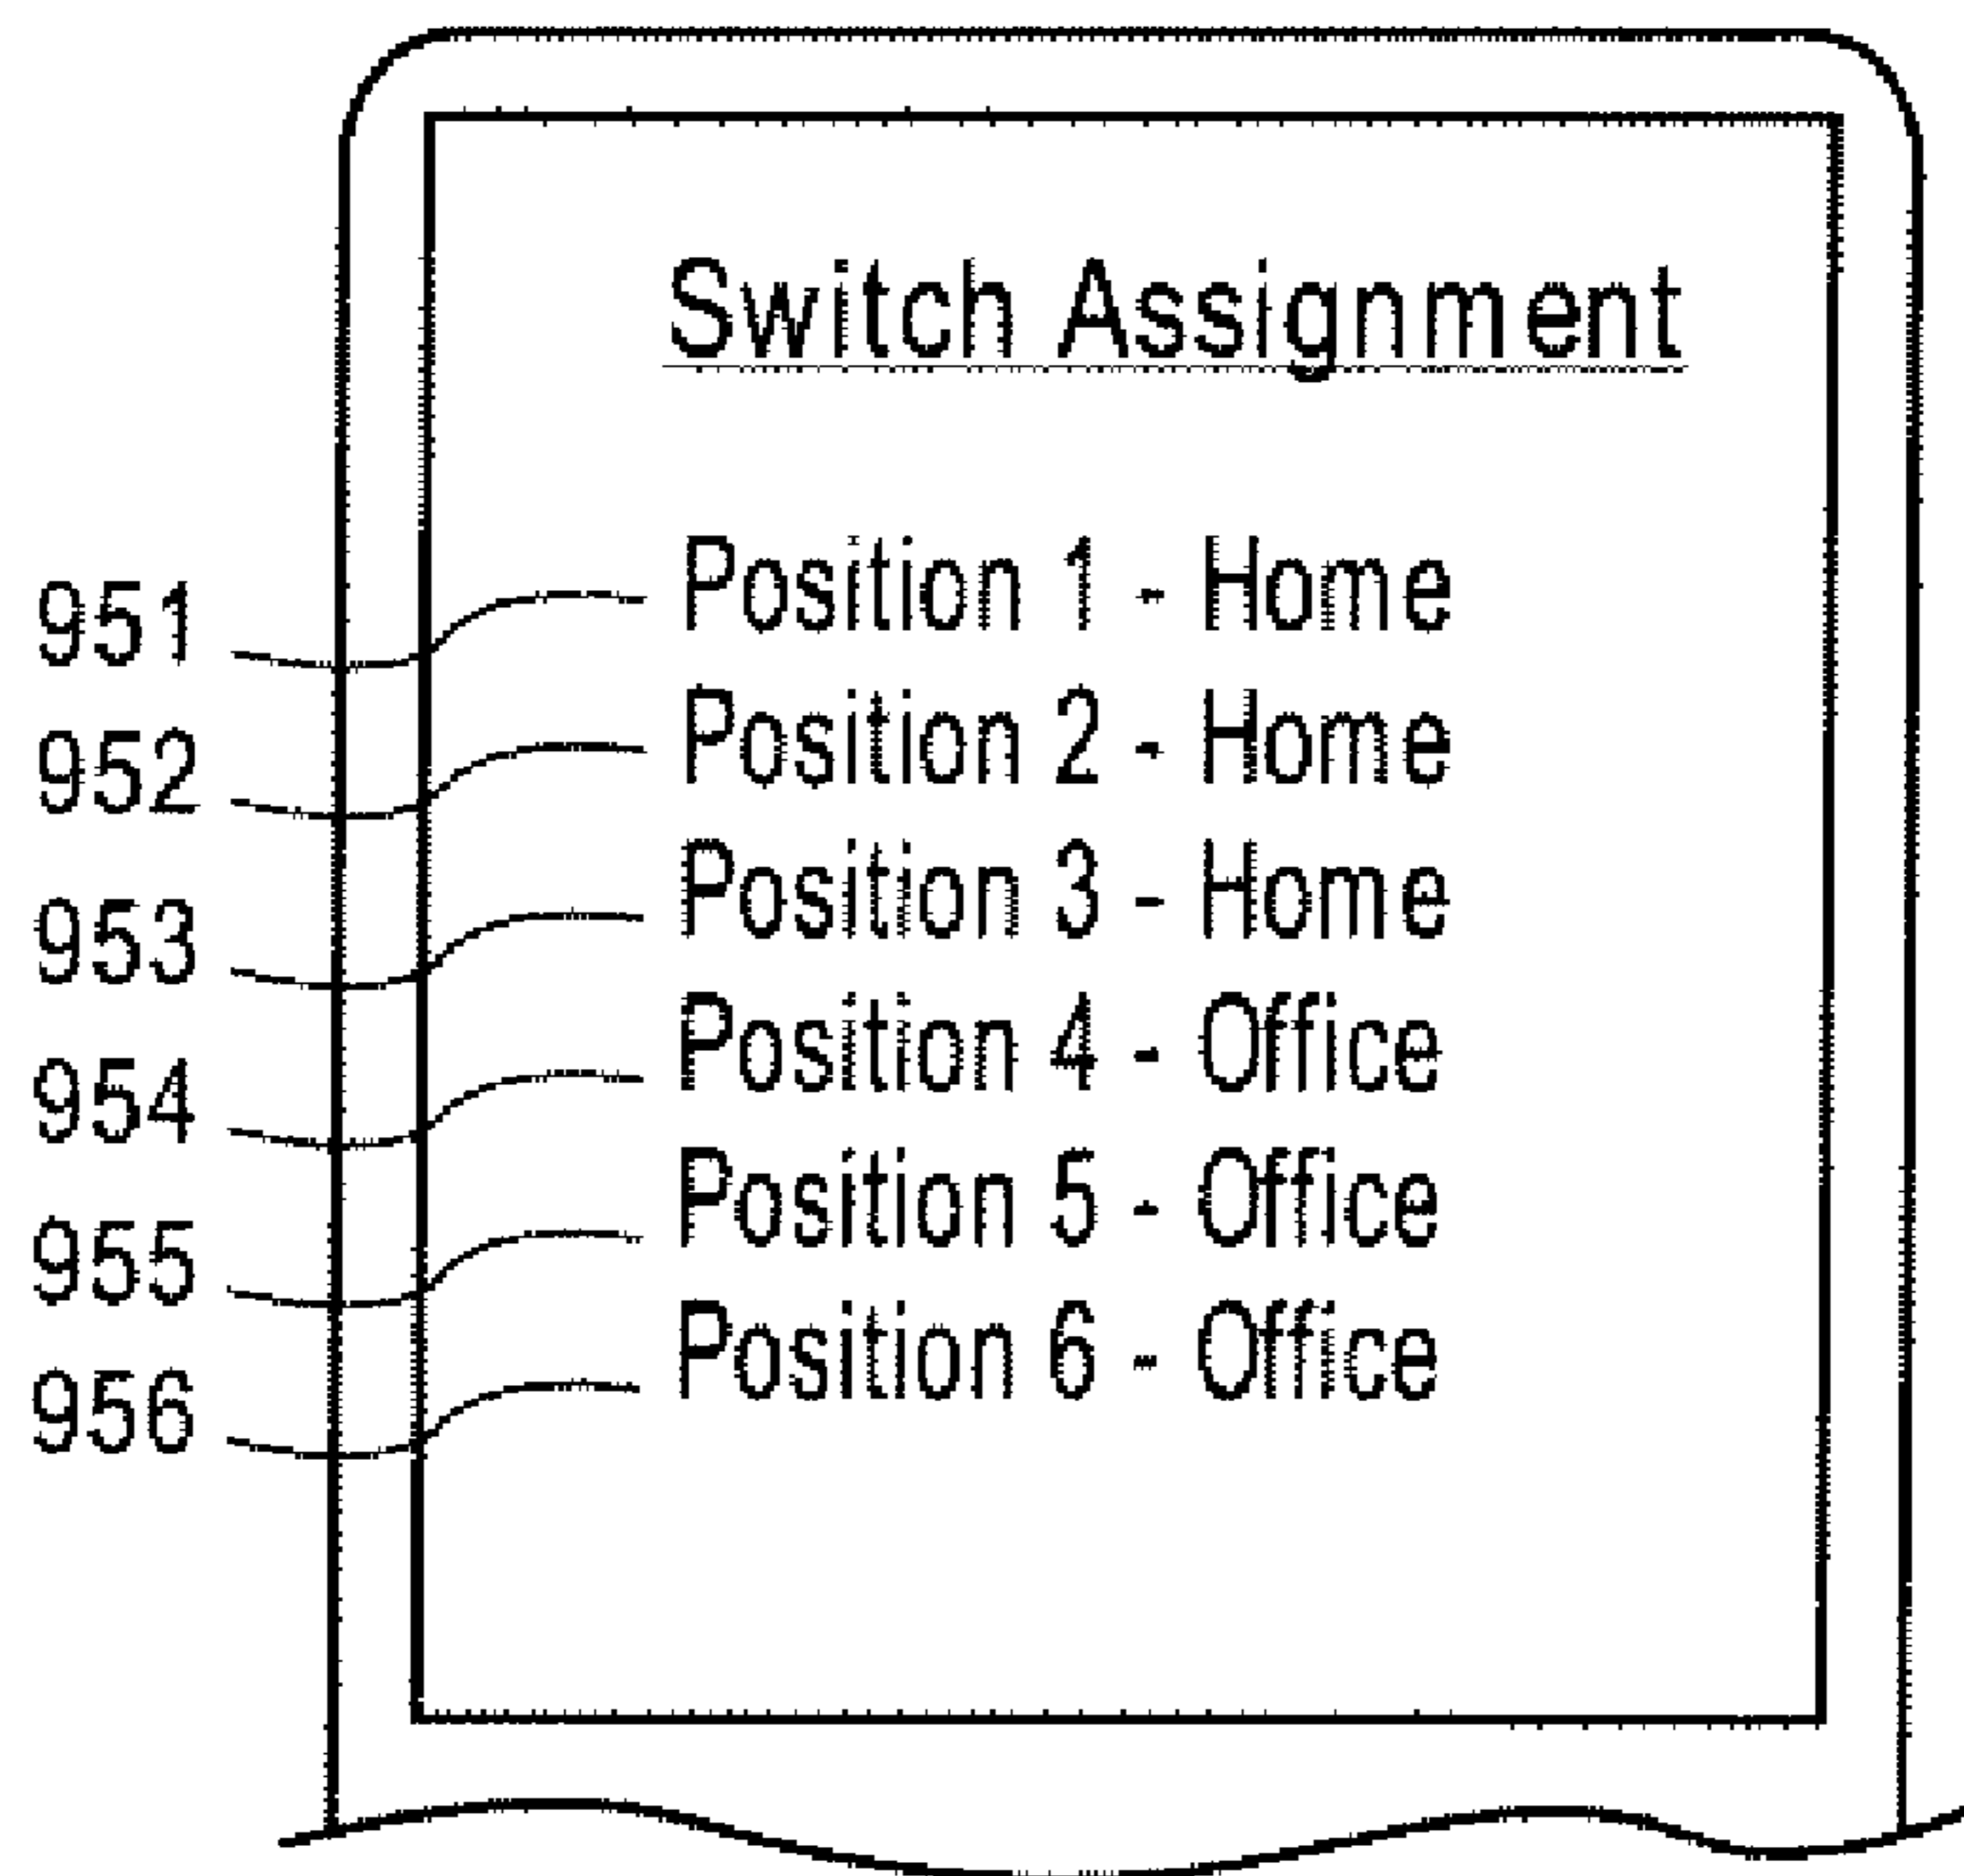 Switch Assignment
951 Position 1 - Home
952 Position 2 - Home
953 Position 3 - Home
954 Position 4 - Office
955 Position 5 - Office
956 Position 6 - Office